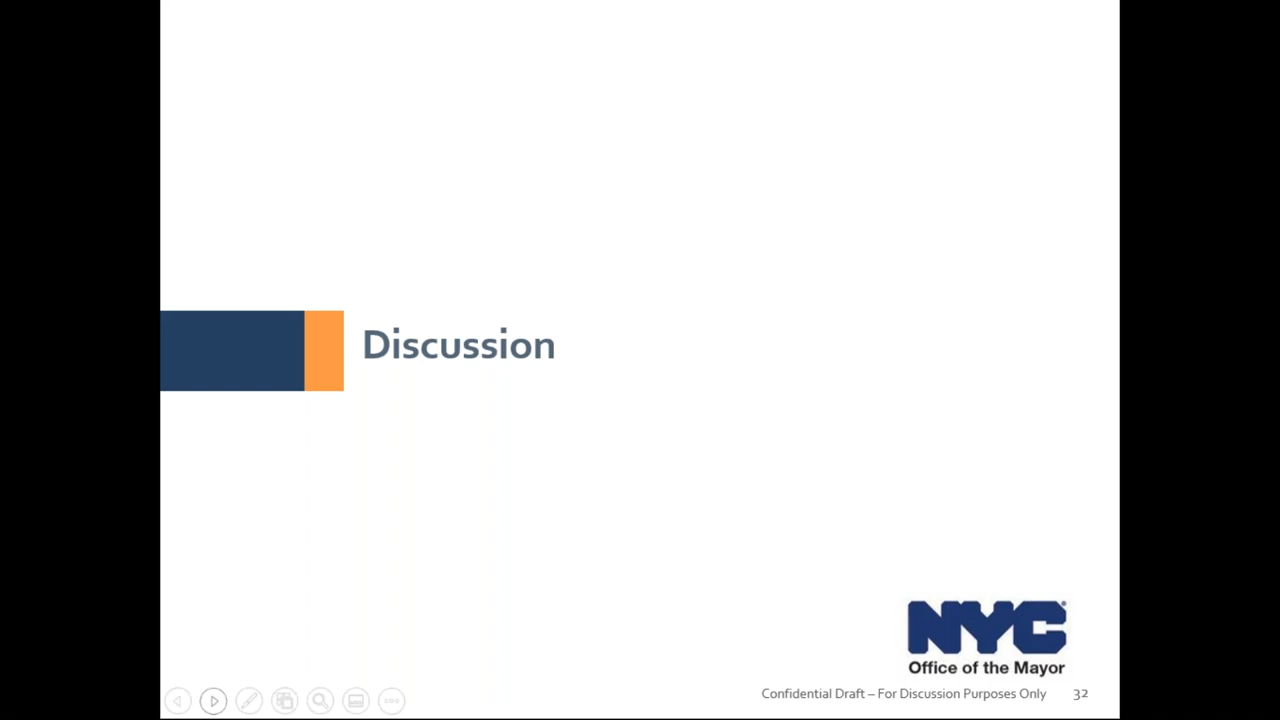 Discussion
NYC
Office of the Mayor
Confidential Draft – For Discussion Purposes Only 32